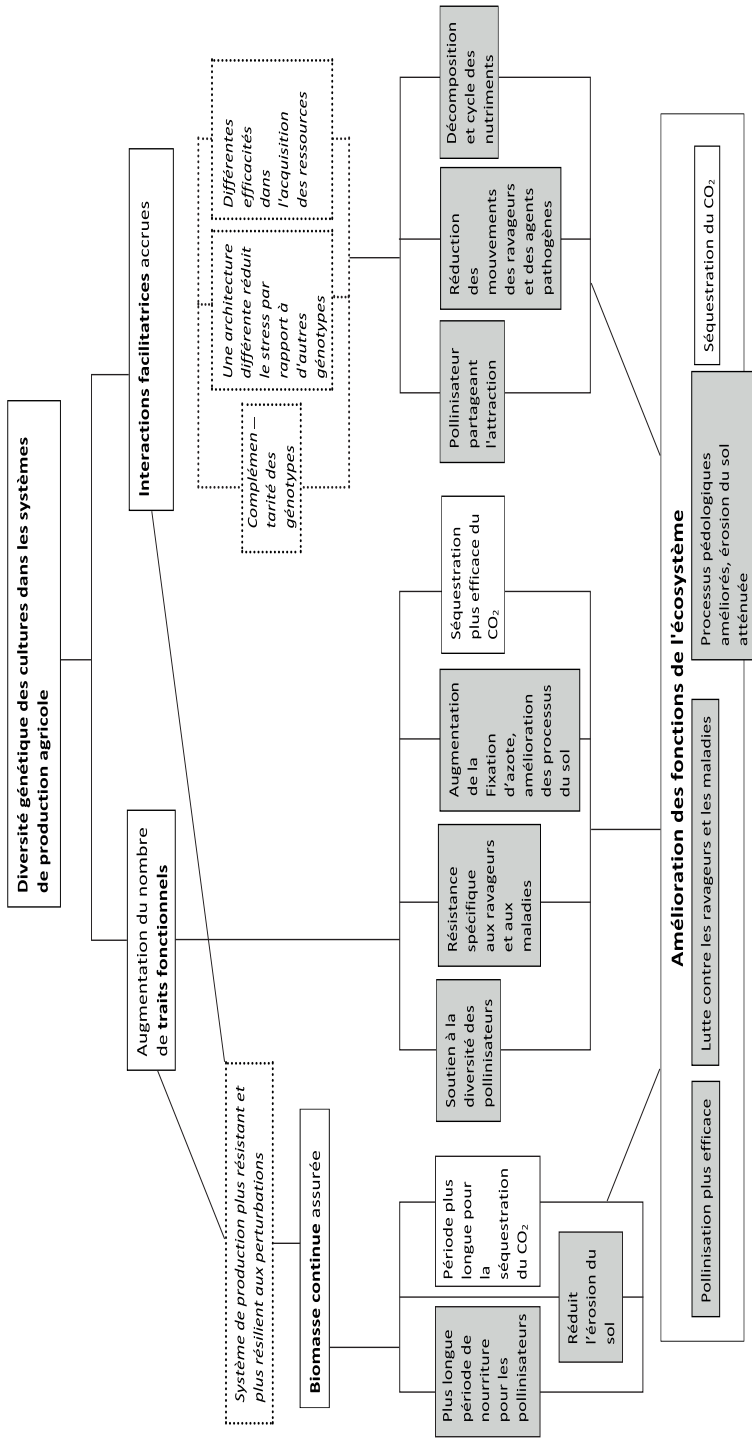 Diversité génétique des cultures dans les systèmes
de production agricole
Augmentation du nombre
de traits fonctionnels
Interactions facilitatrices accrues
Système de production plus résistant et
plus résilient aux perturbations
Biomasse continue assurée
Complémen –
tarité des
génotypes
Une architecture
différente réduit
le stress par
rapport à
d'autres
génotypes
Différentes
efficacités
dans
l'acquisition
des ressources
Plus longue
période de
nourriture
pour les
pollinisateurs
Réduit
l’érosion du
sol
Période plus
longue pour
la
séquestration
du CO₂
Soutien à la
diversité des
pollinisateurs
Résistance
spécifique
aux ravageurs
et aux
maladies
Augmentation
de la
Fixation
d’azote,
amélioration
des processus
du sol
Séquestration
plus efficace du
CO₂
Pollinisateur
partageant
l'attraction
Réduction
des
mouvements
des ravageurs
et des agents
pathogènes
Décomposition
et cycle des
nutriments
Amélioration des fonctions de l'écosystème
Pollinisation plus efficace
Lutte contre les ravageurs et les maladies
Processus pédologiques
améliorés, érosion du sol
atténuée
Séquestration du CO₂